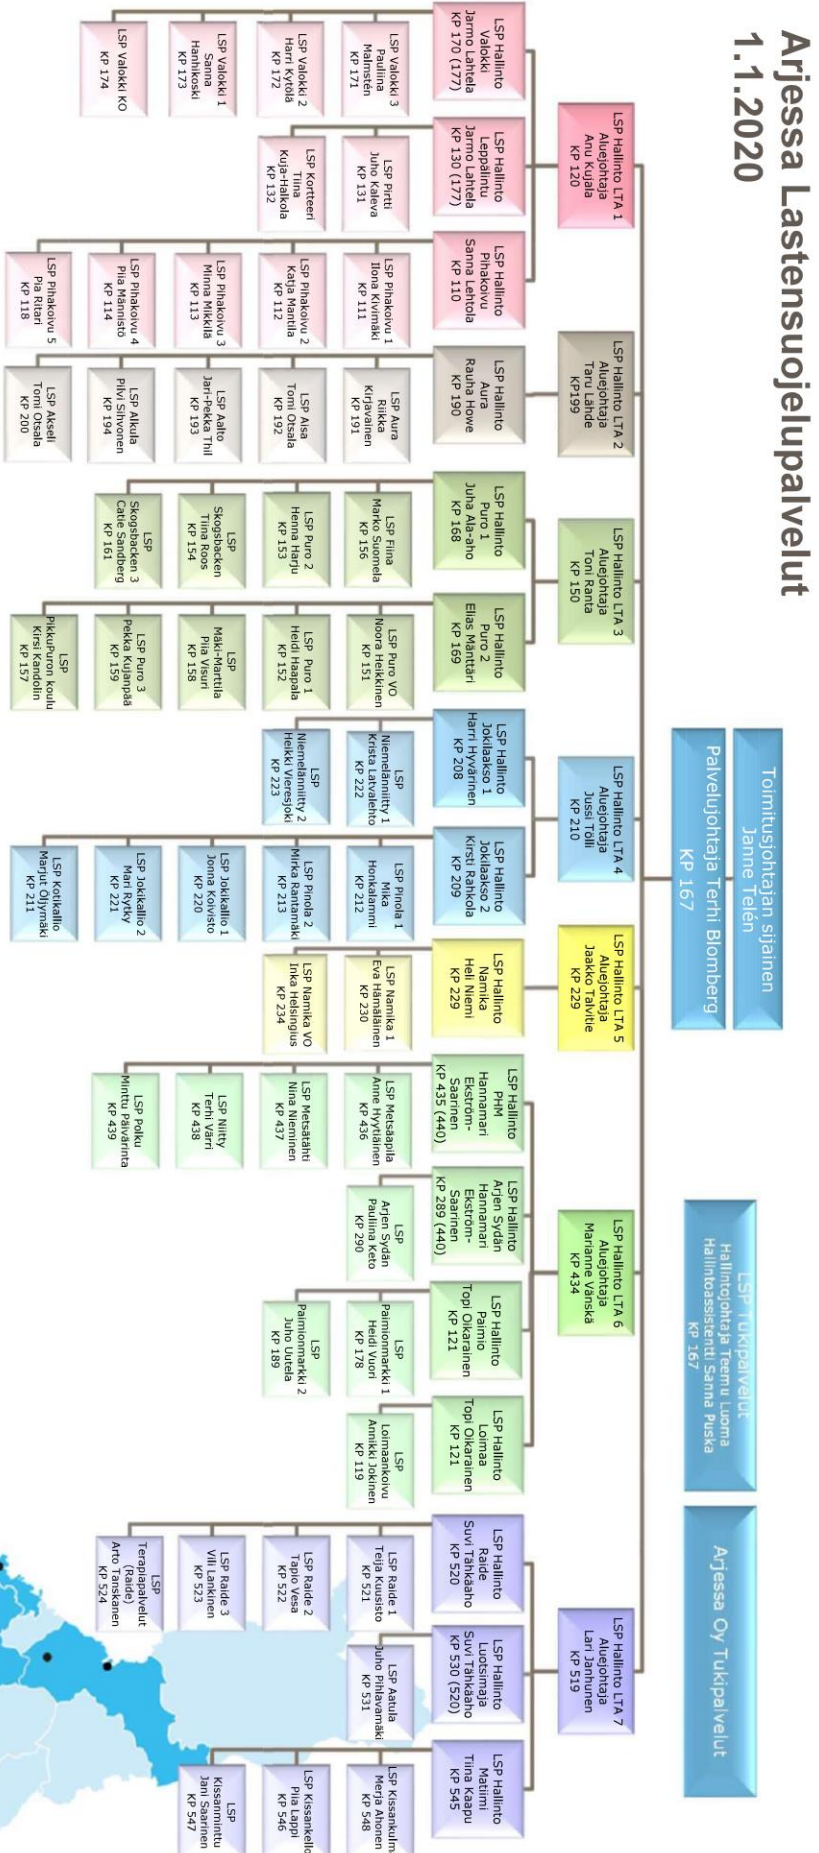 Arjessa Lastensuojelupalvelut
1.1.2020
Toimitusjohtajan sijainen
Janne Telén
Palvelujohtaja Terhi Blomberg
KP 167
LSP Tukipalvelut
Hallintojohtaja Teemu Luoma
Hallintoassistentti Sanna Puska
KP 167
Arjessa Oy Tukipalvelut
LSP Hallinto LTA 1
Aluejohtaja
Anu Kujala
KP 120
LSP Hallinto
Valokki
Jarmo Lahtela
KP 170 (177)
LSP Valokki 3
Pauliina
Malmstén
KP 171
LSP Valokki 2
Harri Kytölä
KP 172
LSP Valokki 1
Sanna
Hanhikoski
KP 173
LSP Valokki KO
KP 174
LSP Hallinto
Leppälintu
Jarmo Lahtela
KP 130 (177)
LSP Pirtti
Juho Kaleva
KP 131
LSP Kortteeri
Tiina
Kuja-Halkola
KP 132
LSP Hallinto
Pihakoivu
Sanna Lehtola
KP 110
LSP Pihakoivu 1
Ilona Kivimäki
KP 111
LSP Pihakoivu 2
Katja Mantila
KP 112
LSP Pihakoivu 3
Minna Mikkilä
KP 113
LSP Pihakoivu 4
Piia Männistö
KP 114
LSP Pihakoivu 5
Pia Ritari
KP 118
LSP Hallinto LTA 2
Aluejohtaja
Taru Lähde
KP199
LSP Hallinto
Aura
Rauha Howe
KP 190
LSP Aura
Riikka
Kirjavainen
KP 191
LSP Aisa
Tomi Otsala
KP 192
LSP Aalto
Jari-Pekka Thil
KP 193
LSP Alkula
Pilvi Sihvonen
KP 194
LSP Akseli
Tomi Otsala
KP 200
LSP Hallinto LTA 3
Aluejohtaja
Toni Ranta
KP 150
LSP Hallinto
Puro 1
Juha Ala-aho
KP 168
LSP Fiina
Marko Suomela
KP 156
LSP Puro 2
Henna Harju
KP 153
LSP
Skogsbacken
Tiina Roos
KP 154
LSP
Skogsbacken 3
Catie Sandberg
KP 161
LSP Hallinto
Puro 2
Elias Mänttäri
KP 169
LSP Puro VO
Noora Heikkinen
KP 151
LSP Puro 1
Heidi Haapala
KP 152
LSP
Mäki-Marttila
Piia Visuri
KP 158
LSP Puro 3
Pekka Kujanpää
KP 159
LSP
PikkuPuron koulu
Kirsi Kandolin
KP 157
LSP Hallinto LTA 4
Aluejohtaja
Jussi Tölli
KP 210
LSP Hallinto
Jokilaakso 1
Harri Hyvärinen
KP 208
LSP
Niemelänniitty 1
Krista Latvalehto
KP 222
LSP
Niemelänniitty 2
Heikki Vieresjoki
KP 223
LSP Hallinto
Jokilaakso 2
Kirsti Rahkola
KP 209
LSP Pinola 1
Mika
Honkalammi
KP 212
LSP Pinola 2
Mirka Rantamäki
KP 213
LSP Jokikallio 1
Jonna Koivisto
KP 220
LSP Jokikallio 2
Mari Rytky
KP 221
LSP Kotikallio
Marjut Öljymäki
KP 211
LSP Hallinto LTA 5
Aluejohtaja
Jaakko Talvitie
KP 229
LSP Hallinto
Namika
Heli Niemi
KP 229
LSP Namika 1
Eva Hämäläinen
KP 230
LSP Namika VO
Inka Helsingius
KP 234
LSP Hallinto LTA 6
Aluejohtaja
Marianne Vänskä
KP 434
LSP Hallinto
PHM
Hannamari
Ekström-
Saarinen
KP 435 (440)
LSP Metsäapila
Anne Hyytiäinen
KP 436
LSP Metsätähti
Nina Nieminen
KP 437
LSP Niitty
Terhi Värri
KP 438
LSP Polku
Minttu Päivärinta
KP 439
LSP Hallinto
Arjen Sydän
Hannamari
Ekström-
Saarinen
KP 289 (440)
LSP
Arjen Sydän
Pauliina Keto
KP 290
LSP Hallinto
Paimio
Topi Oikarainen
KP 121
LSP
Paimionmarkki 1
Heidi Vuori
KP 178
LSP
Paimionmarkki 2
Juho Uutela
KP 189
LSP Hallinto
Loimaa
Topi Oikarainen
KP 121
LSP
Loimaankoivu
Annikki Jokinen
KP 119
LSP Hallinto LTA 7
Aluejohtaja
Lari Janhunen
KP 519
LSP Hallinto
Raide
Suvi Tähkäaho
KP 520
LSP Raide 1
Teija Kuusisto
KP 521
LSP Raide 2
Tapio Vesa
KP 522
LSP Raide 3
Vili Lankinen
KP 523
LSP
Terapiapalvelut
(Raide)
Arto Tanskanen
KP 524
LSP Hallinto
Luotsimaja
Suvi Tähkäaho
KP 530 (520)
LSP Aatula
Juho Pihlavamäki
KP 531
LSP Hallinto
Matiimi
Tiina Kaapu
KP 545
LSP Kissankulm
Merja Ahonen
KP 548
LSP Kissankello
Piia Lappi
KP 546
LSP
Kissanminttu
Jani Saarinen
KP 547